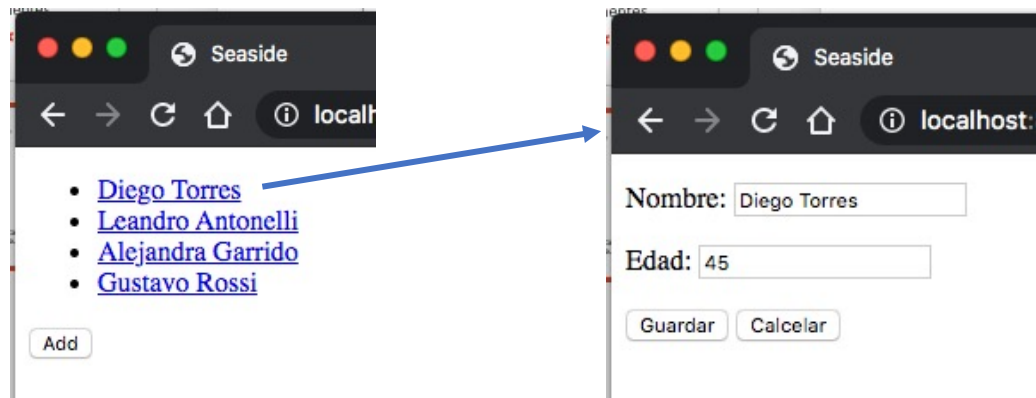 Seaside
localh
Diego Torres
Leandro Antonelli
Alejandra Garrido
Gustavo Rossi
Add
Seaside
localhost:
Nombre: Diego Torres
Edad: 45
Guardar Calcelar